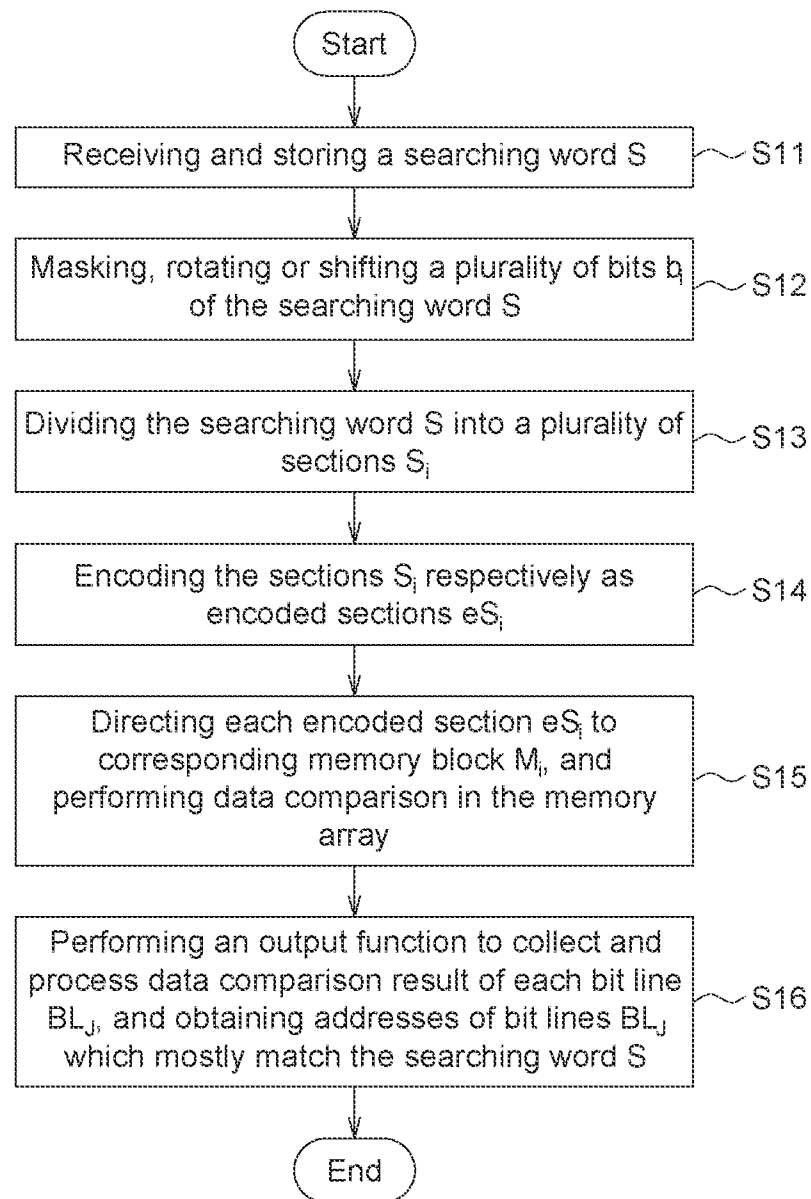 Start
Receiving and storing a searching word S
S11
Masking, rotating or shifting a plurality of bits bᵢ
of the searching word S
S12
Dividing the searching word S into a plurality of
sections Sᵢ
S13
Encoding the sections Sᵢ respectively as
encoded sections eSᵢ
S14
Directing each encoded section eSᵢ to
corresponding memory block Mᵢ, and
performing data comparison in the memory
array
S15
Performing an output function to collect and
process data comparison result of each bit line
BL_J, and obtaining addresses of bit lines BL_J
which mostly match the searching word S
S16
End